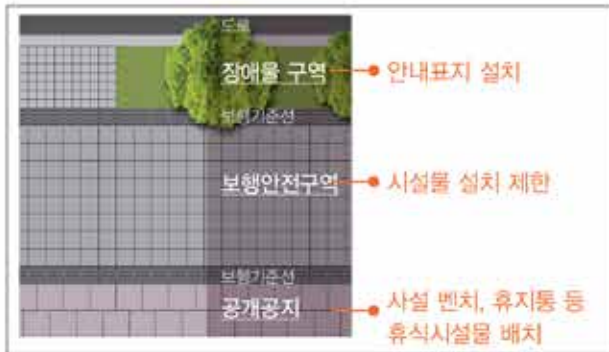 도로
장애물 구역
안내표지 설치
보행기준선
보행안전구역
시설물 설치 제한
보행기준선
공개공지
사설 벤치, 휴지통 등
휴식시설물 배치